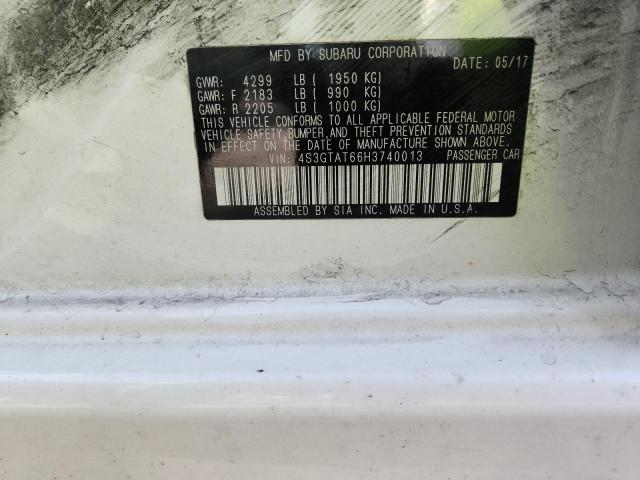 MFD BY SUBARU CORPORATION
DATE: 05/17
GVWR: 4299 LB ( 1950 KG)
GAWR: F 2183 LB ( 990 KG)
GAWR: R 2205 LB ( 1000 KG)
THIS VEHICLE CONFORMS TO ALL APPLICABLE FEDERAL MOTOR
VEHICLE SAFETY,BUMPER,AND THEFT PREVENTION STANDARDS
IN EFFECT ON THE DATE OF MANUFACTURE SHOWN ABOVE.
VIN: 4S3GTAT66H3740013 PASSENGER CAR
ASSEMBLED BY SIA INC. MADE IN U.S.A.